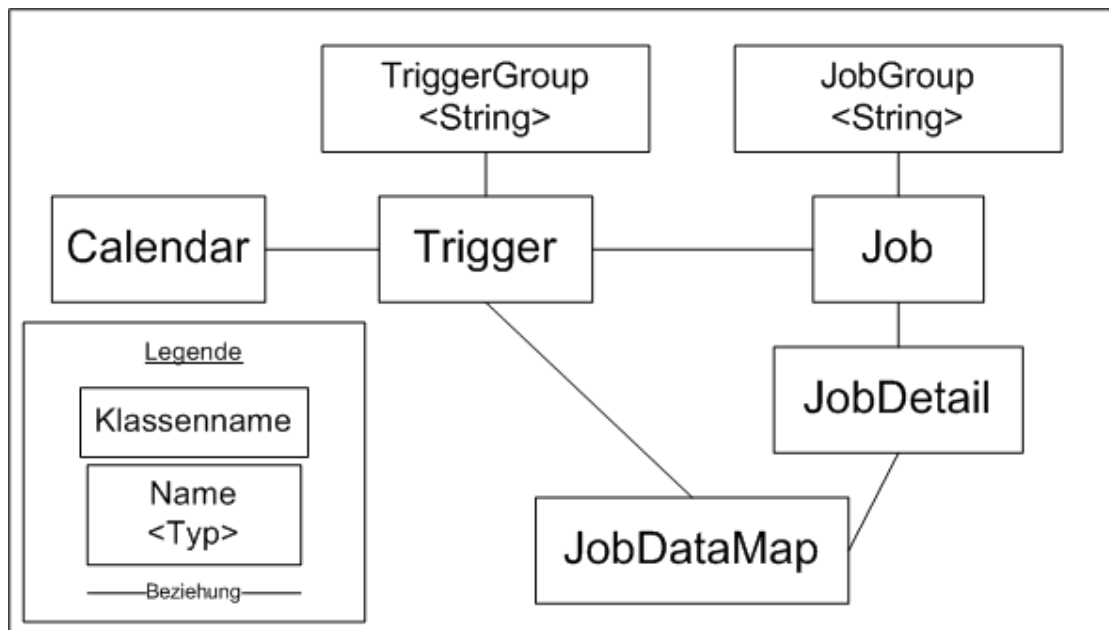 TriggerGroup
<String>
JobGroup
<String>
Calendar
Trigger
Job
JobDetail
JobDataMap
Legende
Klassenname
Name
<Typ>
Beziehung